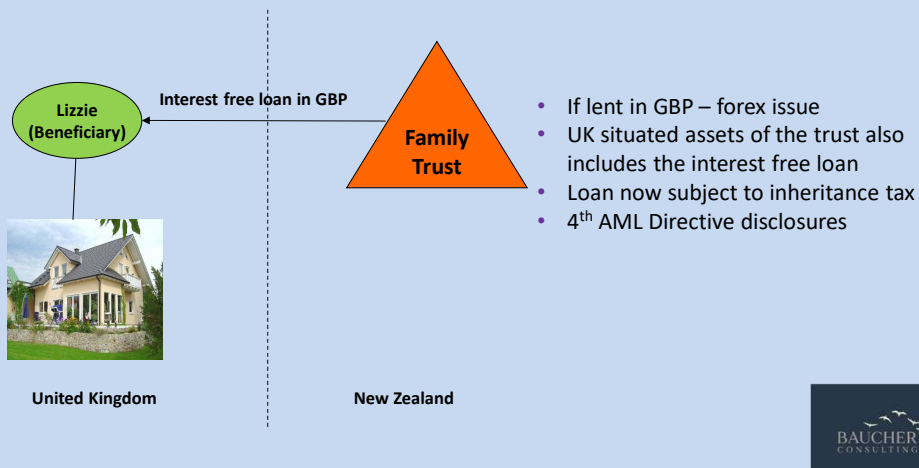 Lizzie
(Beneficiary)
Interest free loan in GBP
Family
Trust
• If lent in GBP – forex issue
• UK situated assets of the trust also
includes the interest free loan
• Loan now subject to inheritance tax
• 4th AML Directive disclosures
United Kingdom
New Zealand
BAUCHER
CONSULTING